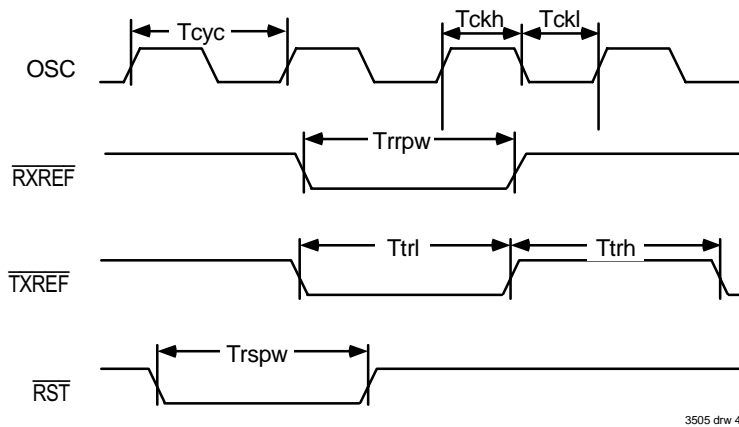 Tcyc Tckh Tckl
OSC
Trrpw
RXREF
Ttrl Ttrh
TXREF
Trspw
RST
3505 drw 4